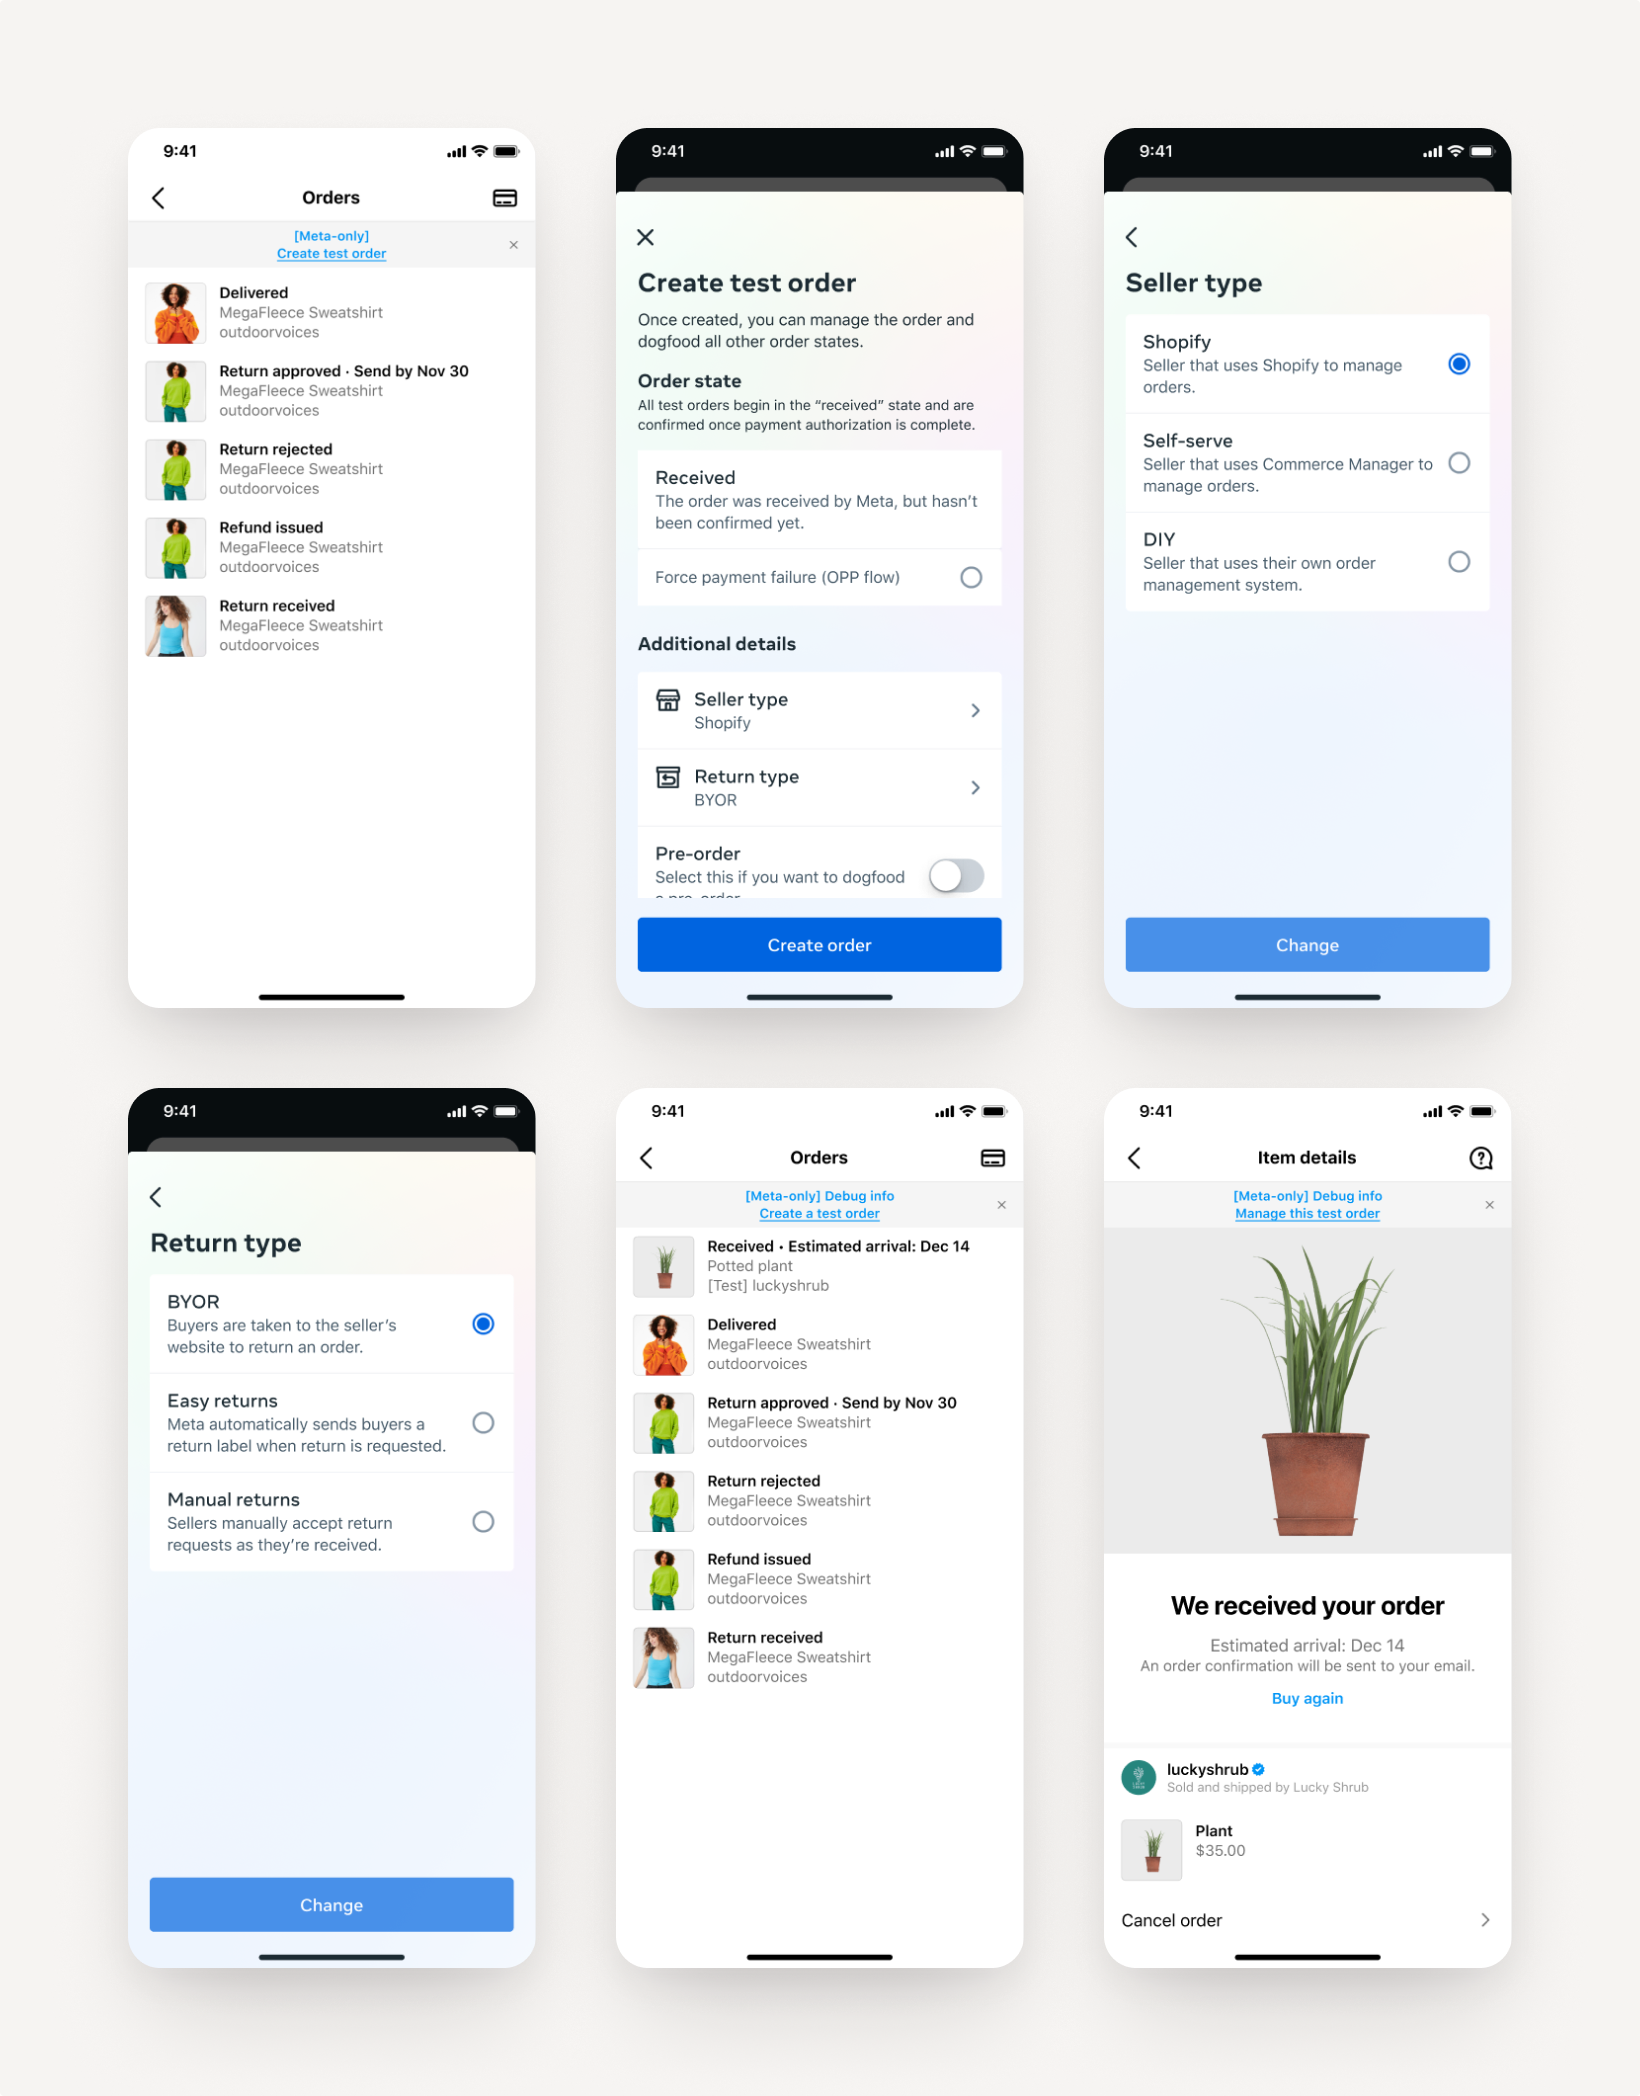 9:41
Orders
[Meta-only]
Create test order
Delivered
MegaFleece Sweatshirt
outdoorvoices
Return approved · Send by Nov 30
MegaFleece Sweatshirt
outdoorvoices
Return rejected
MegaFleece Sweatshirt
outdoorvoices
Refund issued
MegaFleece Sweatshirt
outdoorvoices
Return received
MegaFleece Sweatshirt
outdoorvoices
9:41
Create test order
Once created, you can manage the order and
dogfood all other order states.
Order state
All test orders begin in the “received” state and are
confirmed once payment authorization is complete.
Received
The order was received by Meta, but hasn’t
been confirmed yet.
Force payment failure (OPP flow)
Additional details
Seller type
Shopify
Return type
BYOR
Pre-order
Select this if you want to dogfood
a pre-order
Create order
9:41
Seller type
Shopify
Seller that uses Shopify to manage
orders.
Self-serve
Seller that uses Commerce Manager to
manage orders.
DIY
Seller that uses their own order
management system.
Change
9:41
Return type
BYOR
Buyers are taken to the seller’s
website to return an order.
Easy returns
Meta automatically sends buyers a
return label when return is requested.
Manual returns
Sellers manually accept return
requests as they’re received.
Change
9:41
Orders
[Meta-only] Debug info
Create a test order
Received • Estimated arrival: Dec 14
Potted plant
[Test] luckyshrub
Delivered
MegaFleece Sweatshirt
outdoorvoices
Return approved · Send by Nov 30
MegaFleece Sweatshirt
outdoorvoices
Return rejected
MegaFleece Sweatshirt
outdoorvoices
Refund issued
MegaFleece Sweatshirt
outdoorvoices
Return received
MegaFleece Sweatshirt
outdoorvoices
9:41
Item details
[Meta-only] Debug info
Manage this test order
We received your order
Estimated arrival: Dec 14
An order confirmation will be sent to your email.
Buy again
luckyshrub
Sold and shipped by Lucky Shrub
Plant
$35.00
Cancel order